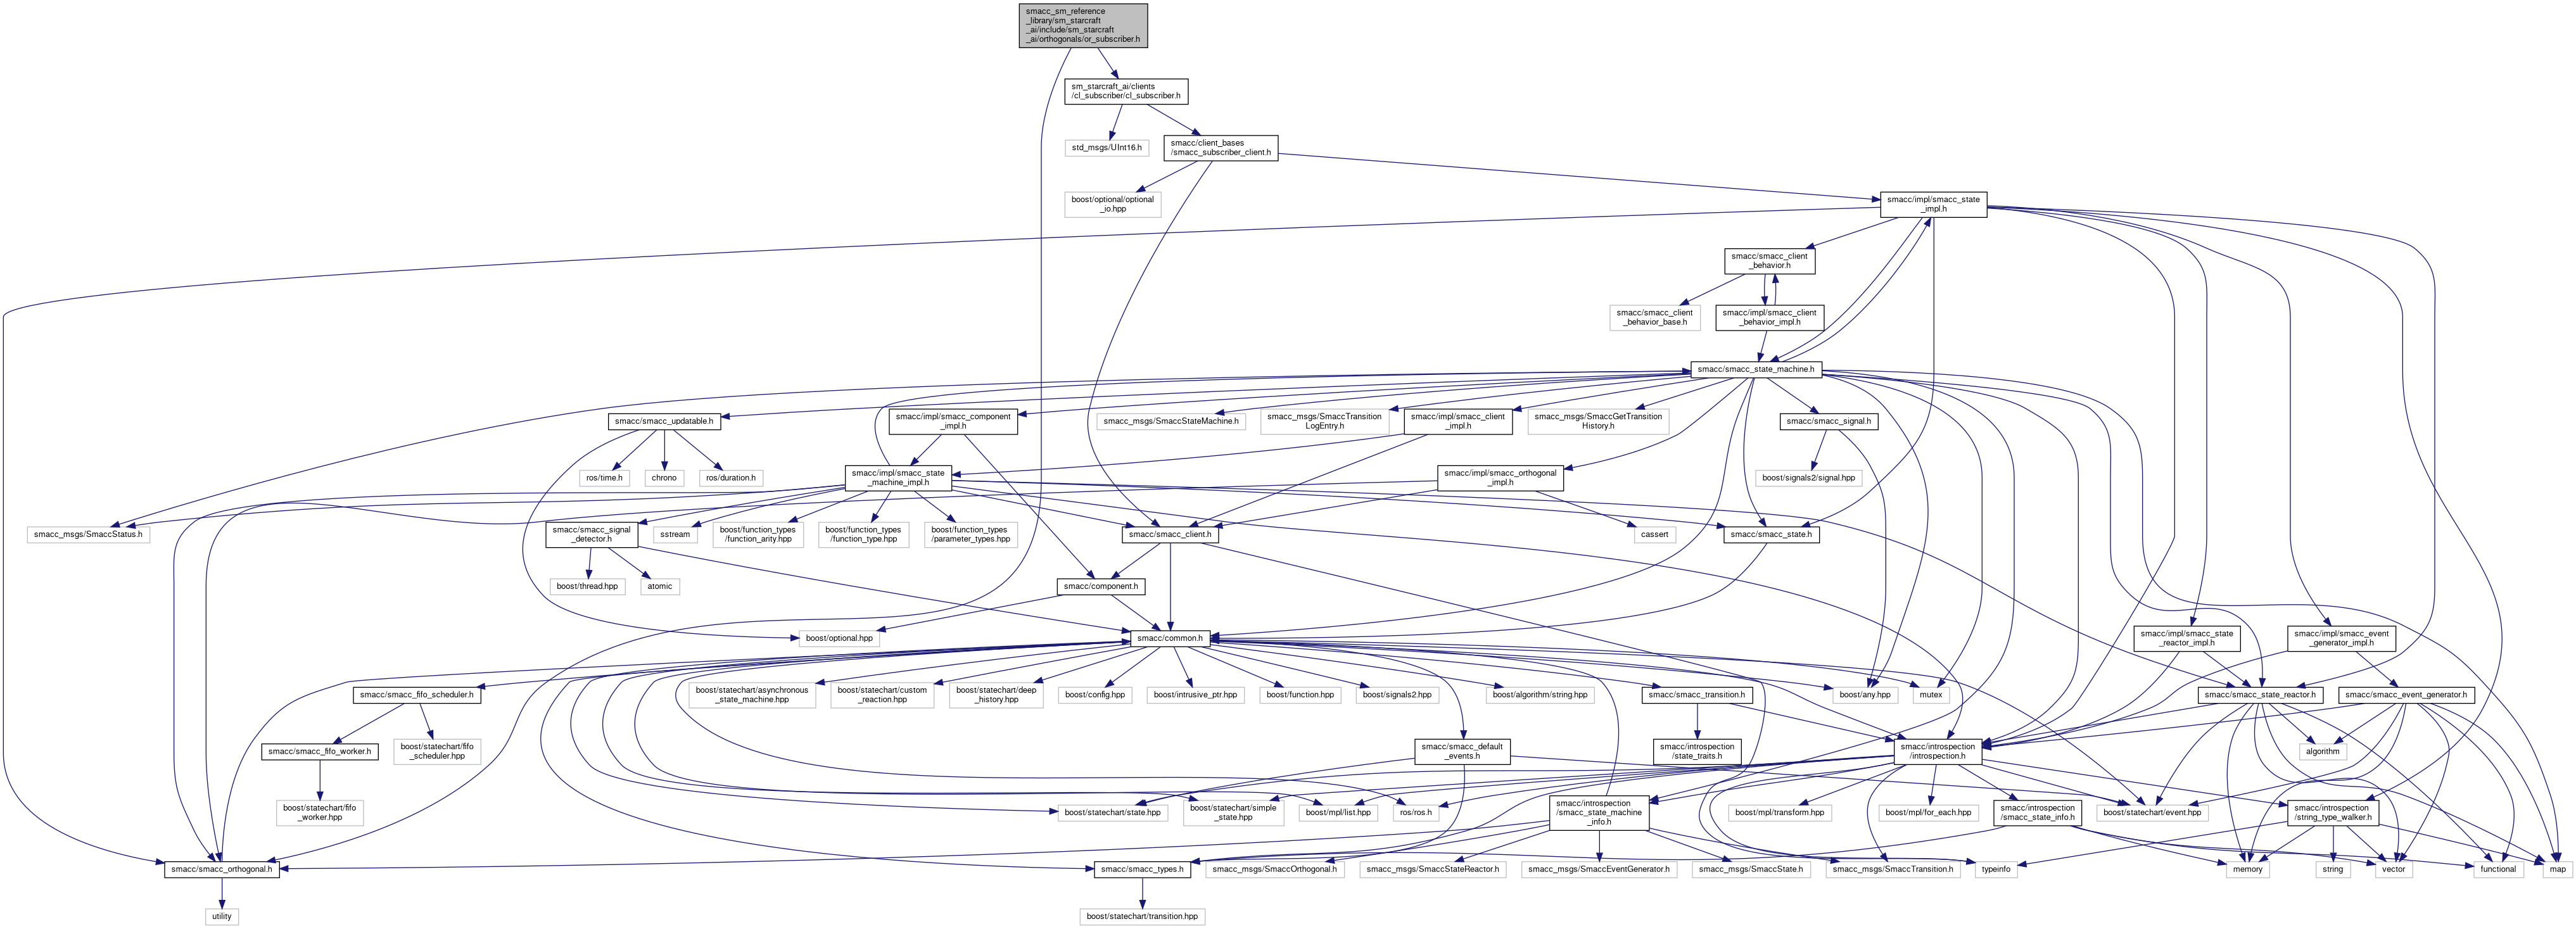 smacc_sm_reference
_library/sm_starcraft
_ai/include/sm_starcraft
_ai/orthogonals/or_subscriber.h
sm_starcraft_ai/clients
/cl_subscriber/cl_subscriber.h
std_msgs/UInt16.h
smacc/client_bases
/smacc_subscriber_client.h
boost/optional/optional
_io.hpp
smacc/impl/smacc_state
_impl.h
smacc/smacc_client
_behavior.h
smacc/smacc_client
_behavior_base.h
smacc/impl/smacc_client
_behavior_impl.h
smacc/smacc_state_machine.h
smacc/smacc_updatable.h
smacc/impl/smacc_component
_impl.h
smacc_msgs/SmaccStateMachine.h
smacc_msgs/SmaccTransition
LogEntry.h
smacc/impl/smacc_client
_impl.h
smacc_msgs/SmaccGetTransition
History.h
smacc/smacc_signal.h
ros/time.h
chrono
ros/duration.h
smacc/impl/smacc_state
_machine_impl.h
smacc/impl/smacc_orthogonal
_impl.h
boost/signals2/signal.hpp
smacc_msgs/SmaccStatus.h
smacc/smacc_signal
_detector.h
sstream
boost/function_types
/function_arity.hpp
boost/function_types
/function_type.hpp
boost/function_types
/parameter_types.hpp
smacc/smacc_client.h
cassert
smacc/smacc_state.h
boost/thread.hpp
atomic
smacc/component.h
boost/optional.hpp
smacc/common.h
smacc/impl/smacc_state
_reactor_impl.h
smacc/impl/smacc_event
_generator_impl.h
smacc/smacc_fifo_scheduler.h
boost/statechart/asynchronous
_state_machine.hpp
boost/statechart/custom
_reaction.hpp
boost/statechart/deep
_history.hpp
boost/config.hpp
boost/intrusive_ptr.hpp
boost/function.hpp
boost/signals2.hpp
boost/algorithm/string.hpp
smacc/smacc_transition.h
boost/any.hpp
mutex
smacc/smacc_state_reactor.h
smacc/smacc_event_generator.h
smacc/smacc_fifo_worker.h
boost/statechart/fifo
_scheduler.hpp
smacc/smacc_default
_events.h
smacc/introspection
/state_traits.h
smacc/introspection
/introspection.h
algorithm
boost/statechart/fifo
_worker.hpp
boost/statechart/state.hpp
boost/statechart/simple
_state.hpp
boost/mpl/list.hpp
ros/ros.h
smacc/introspection
/smacc_state_machine
_info.h
boost/mpl/transform.hpp
boost/mpl/for_each.hpp
smacc/introspection
/smacc_state_info.h
boost/statechart/event.hpp
smacc/introspection
/string_type_walker.h
smacc/smacc_orthogonal.h
smacc/smacc_types.h
smacc_msgs/SmaccOrthogonal.h
smacc_msgs/SmaccStateReactor.h
smacc_msgs/SmaccEventGenerator.h
smacc_msgs/SmaccState.h
smacc_msgs/SmaccTransition.h
typeinfo
memory
string
vector
functional
map
utility
boost/statechart/transition.hpp